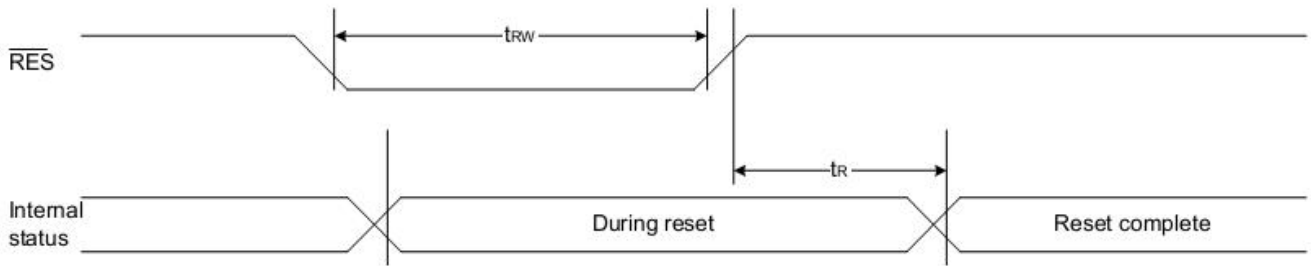 RES
tRW
tR
Internal
status
During reset
Reset complete